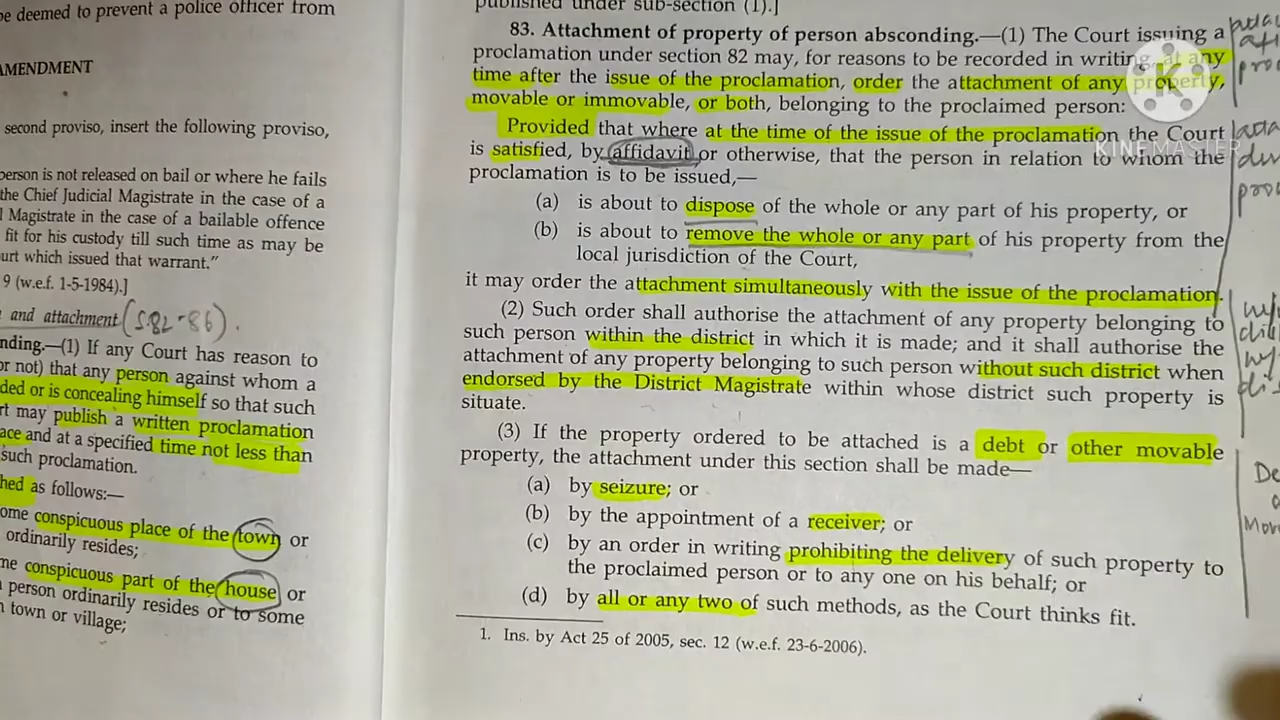 be deemed to prevent a police officer from
AMENDMENT
second proviso, insert the following proviso,
person is not released on bail or where he fails
the Chief Judicial Magistrate in the case of a
Magistrate in the case of a bailable offence
fit for his custody till such time as may be
urt which issued that warrant.”
9 (w.e.f. 1-5-1984).]
and attachment (S.82-86).
nding.—(1) If any Court has reason to
or not) that any person against whom a
ded or is concealing himself so that such
rt may publish a written proclamation
ace and at a specified time not less than
such proclamation.
hed as follows:—
ome conspicuous place of the town or
ordinarily resides;
me conspicuous part of the house or
person ordinarily resides or to some
town or village;
published under sub-section (1).]
83. Attachment of property of person absconding.—(1) The Court issuing a
proclamation under section 82 may, for reasons to be recorded in writing, at any
time after the issue of the proclamation, order the attachment of any property,
movable or immovable, or both, belonging to the proclaimed person:
Provided that where at the time of the issue of the proclamation the Court
is satisfied, by affidavit or otherwise, that the person in relation to whom the
proclamation is to be issued,—
(a) is about to dispose of the whole or any part of his property, or
(b) is about to remove the whole or any part of his property from the
local jurisdiction of the Court,
it may order the attachment simultaneously with the issue of the proclamation.
(2) Such order shall authorise the attachment of any property belonging to
such person within the district in which it is made; and it shall authorise the
attachment of any property belonging to such person without such district when
endorsed by the District Magistrate within whose district such property is
situate.
(3) If the property ordered to be attached is a debt or other movable
property, the attachment under this section shall be made—
(a) by seizure; or
(b) by the appointment of a receiver; or
(c) by an order in writing prohibiting the delivery of such property to
the proclaimed person or to any one on his behalf; or
(d) by all or any two of such methods, as the Court thinks fit.
1. Ins. by Act 25 of 2005, sec. 12 (w.e.f. 23-6-2006).
K
KINEMASTER